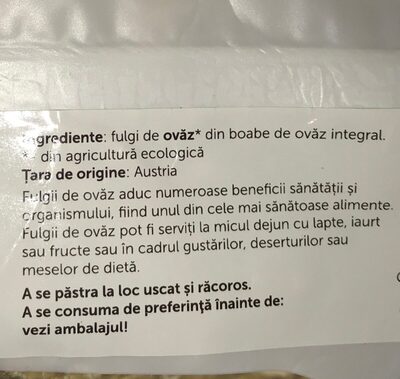 Ingrediente: fulgi de ovăz* din boabe de ovăz integral.
* - din agricultură ecologică
Țara de origine: Austria
Fulgii de ovăz aduc numeroase beneficii sănătății și
organismului, fiind unul din cele mai sănătoase alimente.
Fulgii de ovăz pot fi serviți la micul dejun cu lapte, iaurt
sau fructe sau în cadrul gustărilor, deserturilor sau
meselor de dietă.
A se păstra la loc uscat și răcoros.
A se consuma de preferință înainte de:
vezi ambalajul!